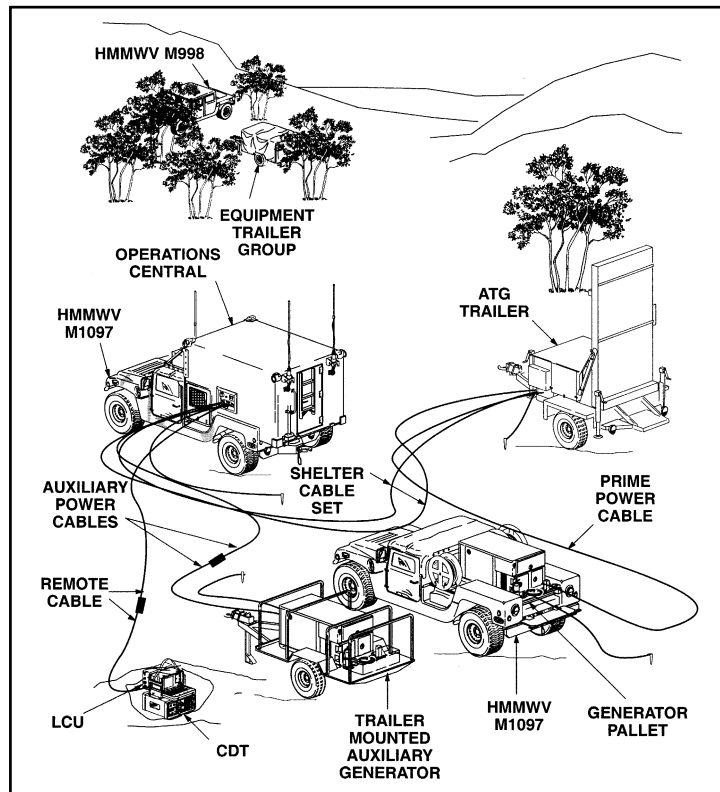 HMMWV M998
EQUIPMENT
TRAILER
GROUP
OPERATIONS
CENTRAL
HMMWV
M1097
ATG
TRAILER
SHELTER
CABLE
SET
AUXILIARY
POWER
CABLES
PRIME
POWER
CABLE
REMOTE
CABLE
LCU
CDT
TRAILER
MOUNTED
AUXILIARY
GENERATOR
HMMWV
M1097
GENERATOR
PALLET